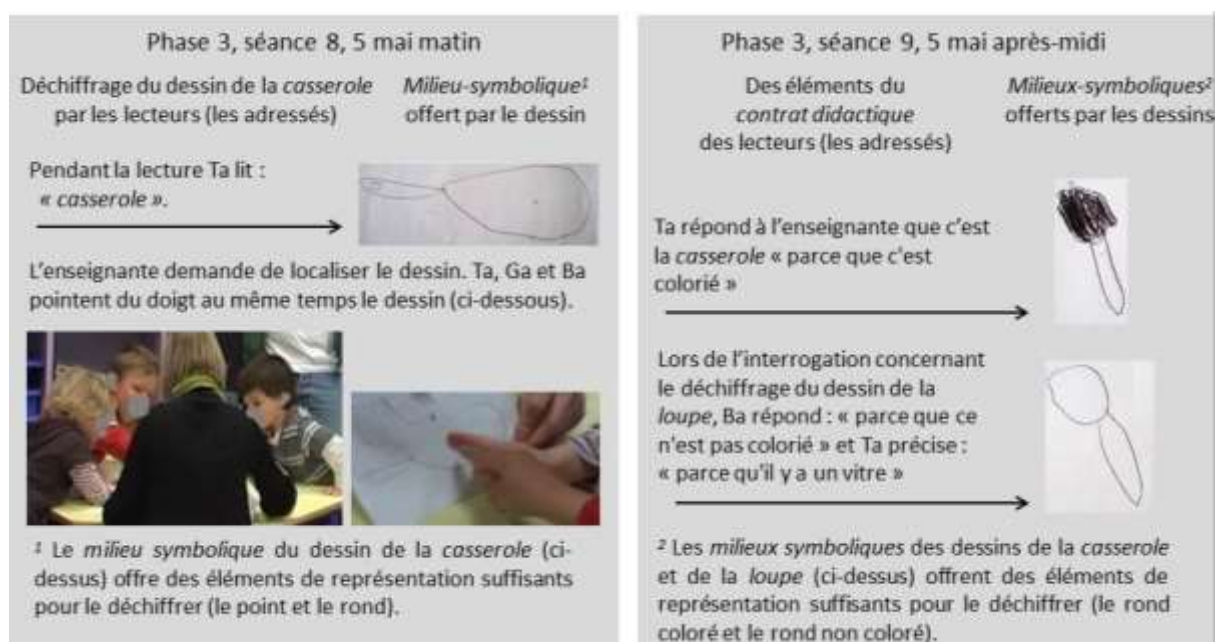 Phase 3, séance 8, 5 mai matin
Déchiffrage du dessin de la casserole
par les lecteurs (les adressés)
Milieu-symbolique¹
offert par le dessin
Pendant la lecture Ta lit :
« casserole ».
L'enseignante demande de localiser le dessin. Ta, Ga et Ba
pointent du doigt au même temps le dessin (ci-dessous).
¹ Le milieu symbolique du dessin de la casserole (ci-
dessus) offre des éléments de représentation suffisants
pour le déchiffrer (le point et le rond).
Phase 3, séance 9, 5 mai après-midi
Des éléments du
contrat didactique
des lecteurs (les adressés)
Milieux-symboliques²
offerts par les dessins
Ta répond à l'enseignante que c'est
la casserole « parce que c'est
colorié »
Lors de l'interrogation concernant
le déchiffrage du dessin de la
loupe, Ba répond : « parce que ce
n'est pas colorié » et Ta précise :
« parce qu'il y a un vitre »
² Les milieux symboliques des dessins de la casserole
et de la loupe (ci-dessus) offrent des éléments de
représentation suffisants pour le déchiffrer (le rond
coloré et le rond non coloré).